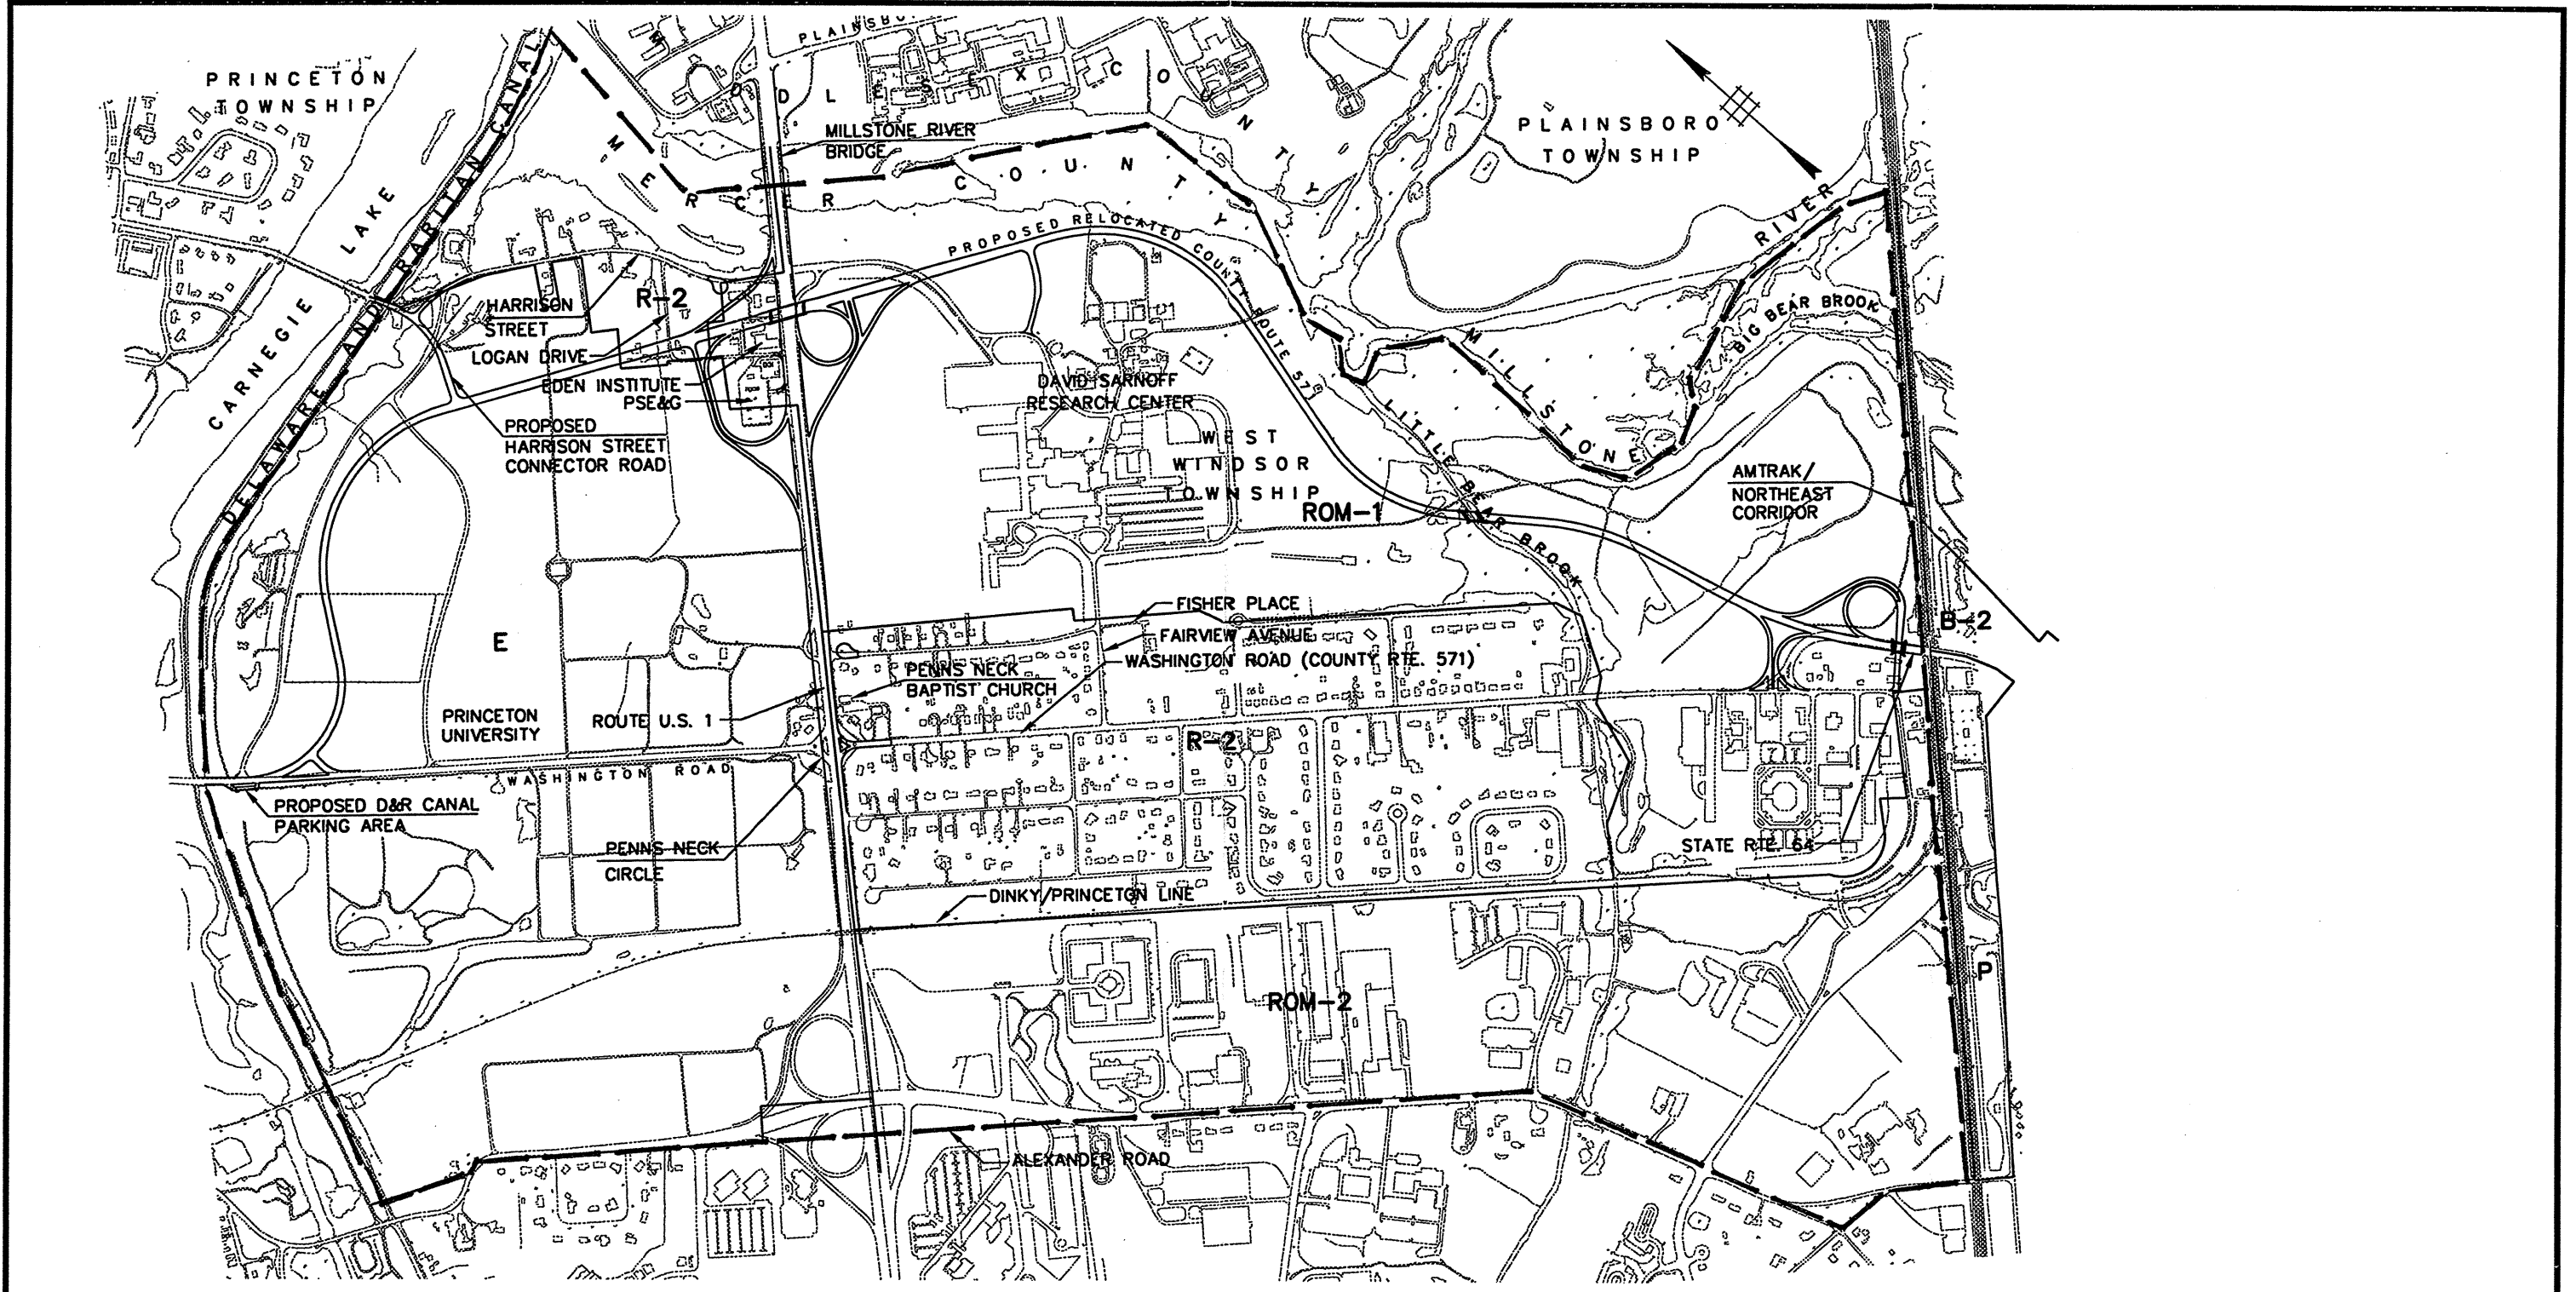 PLAINSBO
PRINCETON
TOWNSHIP
MIDDLESEX COUNTY
MILLSTONE RIVER
BRIDGE
PLAINSBORO
TOWNSHIP
MERCER COUNTY
CARNEGIE LAKE
DELAWARE AND RARITAN CANAL
PROPOSED RELOCATED COUNTY ROUTE 571
MILLSTONE RIVER
BIG BEAR BROOK
LITTLE BEAR BROOK
HARRISON
STREET
R-2
LOGAN DRIVE
EDEN INSTITUTE
PSE&G
PROPOSED
HARRISON STREET
CONNECTOR ROAD
DAVID SARNOFF
RESEARCH CENTER
WEST
WINDSOR
TOWNSHIP
ROM-1
AMTRAK/
NORTHEAST
CORRIDOR
FISHER PLACE
FAIRVIEW AVENUE
WASHINGTON ROAD (COUNTY RTE. 571)
B-2
E
PENNS NECK
BAPTIST CHURCH
PRINCETON
UNIVERSITY
ROUTE U.S. 1
R-2
WASHINGTON ROAD
PROPOSED D&R CANAL
PARKING AREA
PENNS NECK
CIRCLE
STATE RTE. 64
DINKY/PRINCETON LINE
P
ROM-2
ALEXANDER ROAD